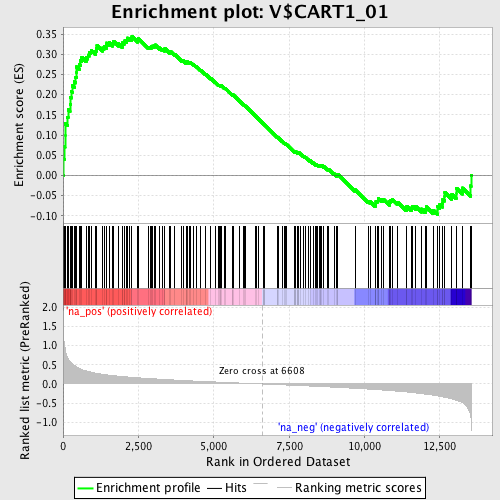 Enrichment plot: V$CART1_01
Enrichment score (ES)
0.35
0.30
0.25
0.20
0.15
0.10
0.05
0.00
-0.05
-0.10
'na_pos' (positively correlated)
Ranked list metric (PreRanked)
2.0
1.5
1.0
0.5
0.0
-0.5
-1.0
Zero cross at 6608
'na_neg' (negatively correlated)
0 2,500 5,000 7,500 10,000 12,500
Rank in Ordered Dataset
Enrichment profile Hits Ranking metric scores